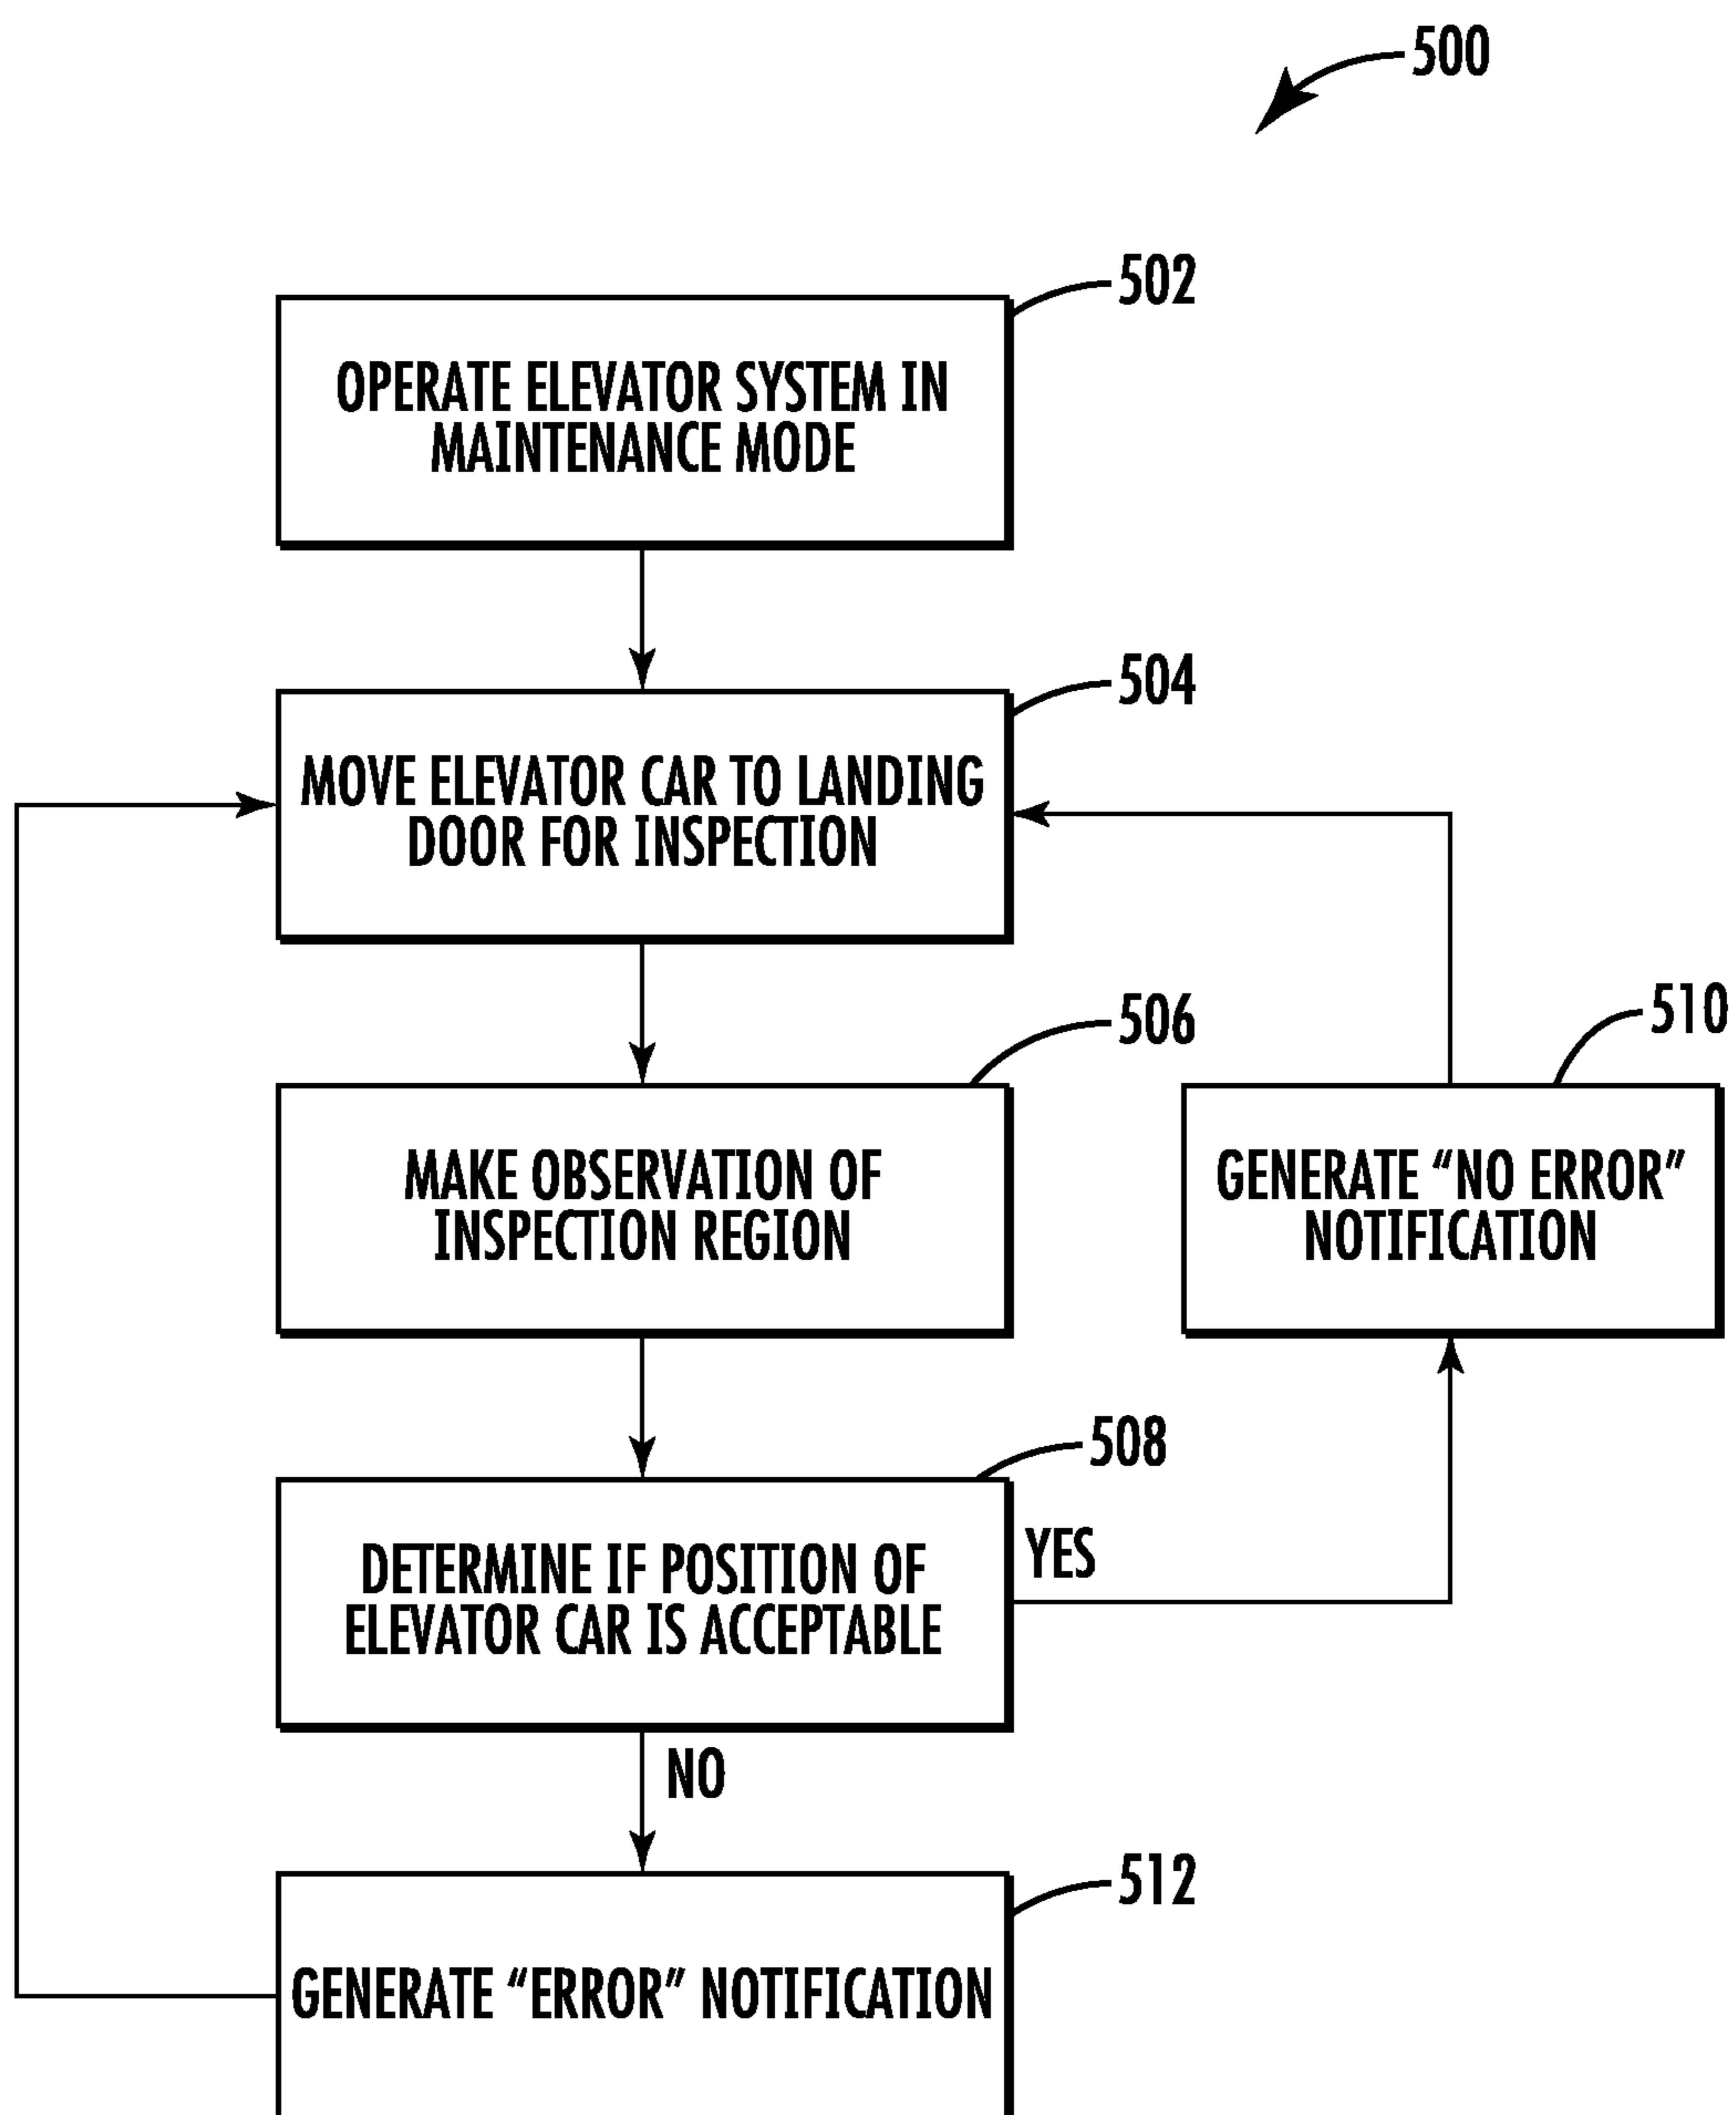 500
502
OPERATE ELEVATOR SYSTEM IN
MAINTENANCE MODE
504
MOVE ELEVATOR CAR TO LANDING
DOOR FOR INSPECTION
506
MAKE OBSERVATION OF
INSPECTION REGION
510
GENERATE “NO ERROR”
NOTIFICATION
508
DETERMINE IF POSITION OF
ELEVATOR CAR IS ACCEPTABLE
YES
NO
512
GENERATE “ERROR” NOTIFICATION